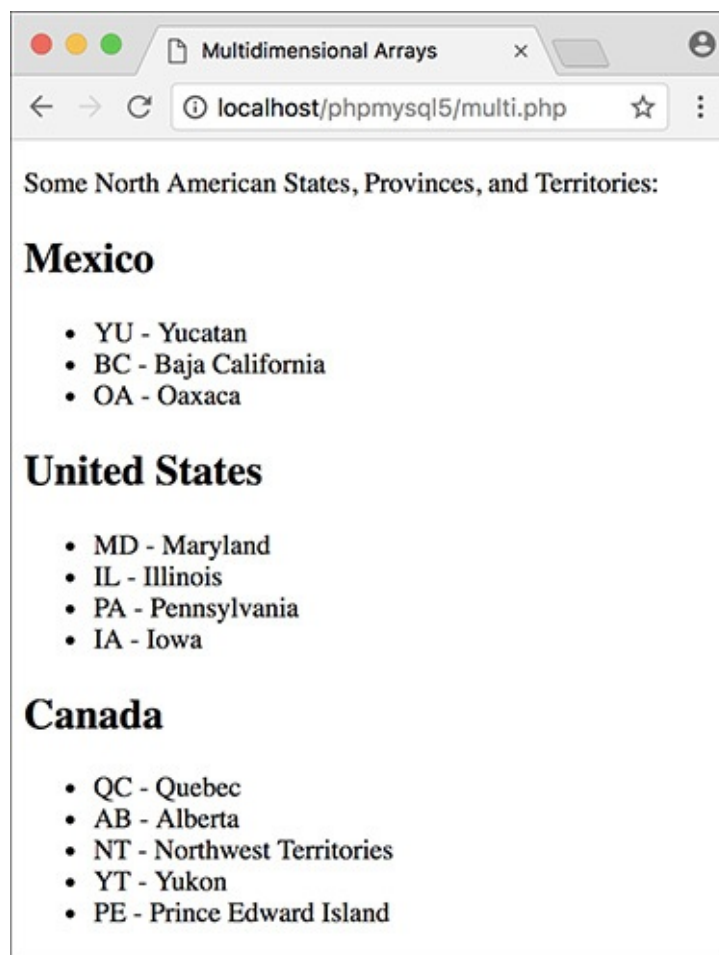 Multidimensional Arrays
localhost/phpmysql5/multi.php
Some North American States, Provinces, and Territories:
Mexico
• YU - Yucatan
• BC - Baja California
• OA - Oaxaca
United States
• MD - Maryland
• IL - Illinois
• PA - Pennsylvania
• IA - Iowa
Canada
• QC - Quebec
• AB - Alberta
• NT - Northwest Territories
• YT - Yukon
• PE - Prince Edward Island